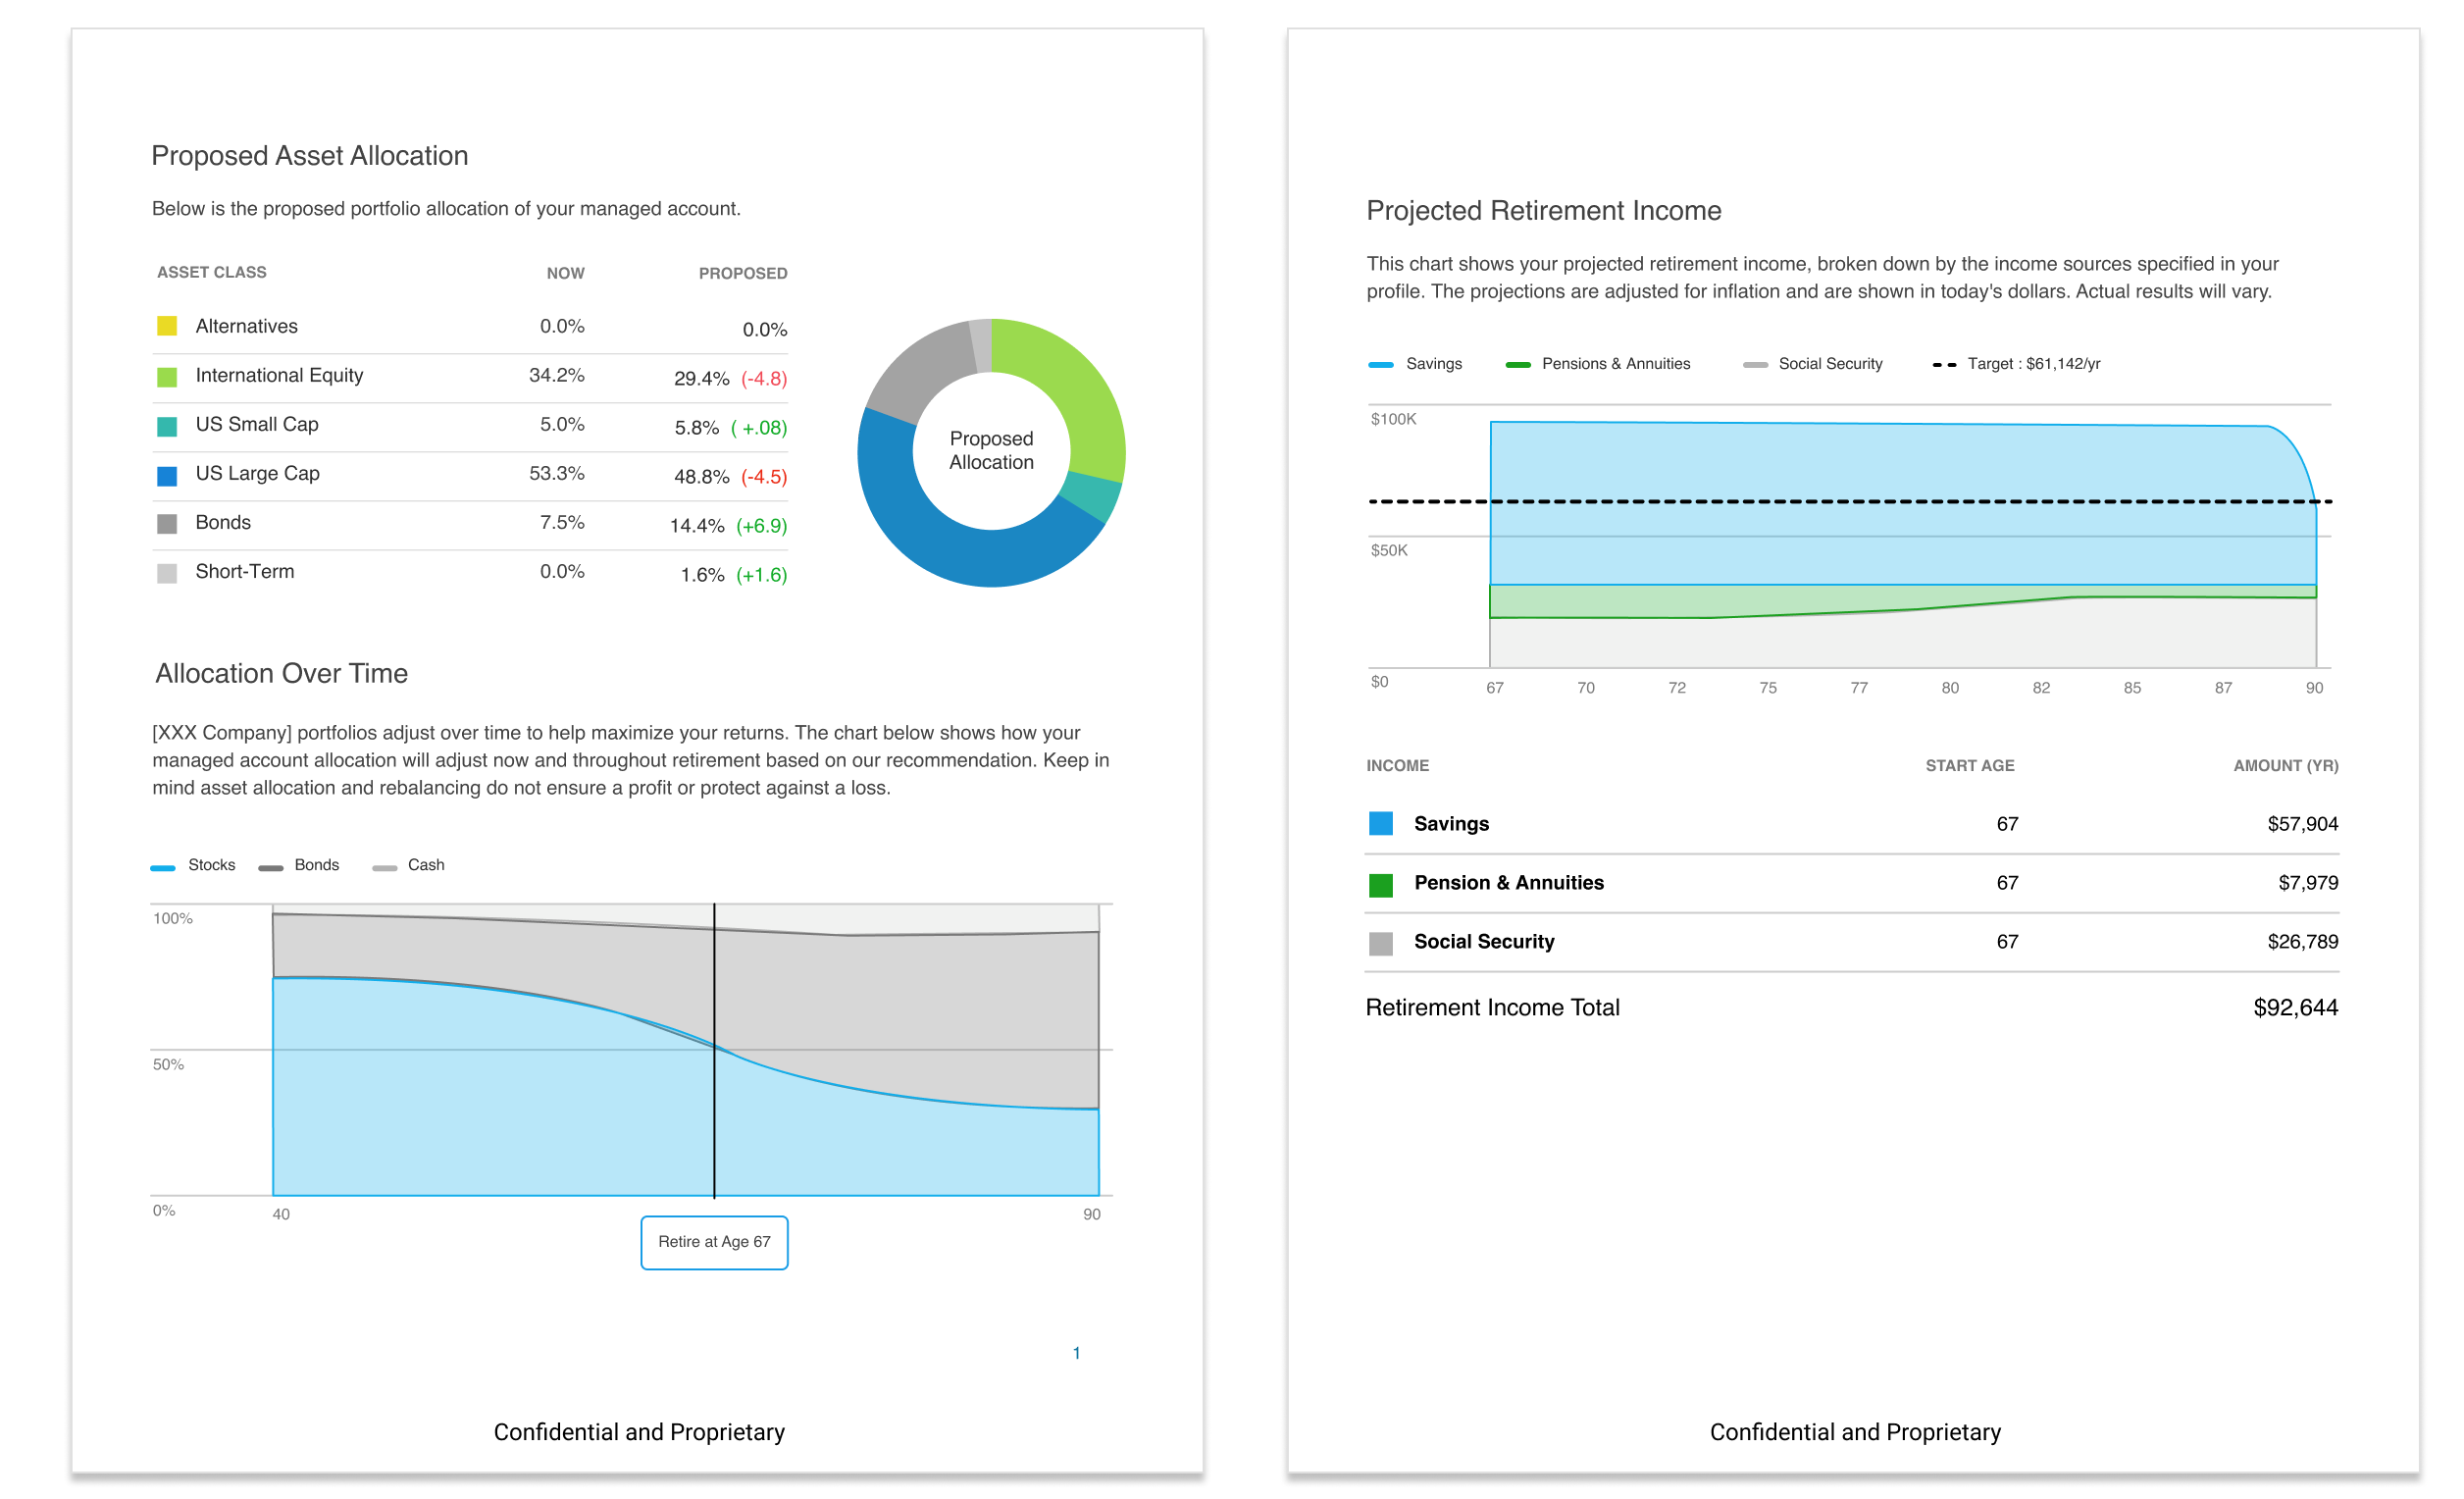 Proposed Asset Allocation
Below is the proposed portfolio allocation of your managed account.
ASSET CLASS NOW PROPOSED
Alternatives 0.0% 0.0%
International Equity 34.2% 29.4% (-4.8)
US Small Cap 5.0% 5.8% ( +.08)
US Large Cap 53.3% 48.8% (-4.5)
Bonds 7.5% 14.4% (+6.9)
Short-Term 0.0% 1.6% (+1.6)
Proposed
Allocation
Allocation Over Time
[XXX Company] portfolios adjust over time to help maximize your returns. The chart below shows how your
managed account allocation will adjust now and throughout retirement based on our recommendation. Keep in
mind asset allocation and rebalancing do not ensure a profit or protect against a loss.
Stocks Bonds Cash
100%
50%
0%
40 90
Retire at Age 67
1
Confidential and Proprietary
Projected Retirement Income
This chart shows your projected retirement income, broken down by the income sources specified in your
profile. The projections are adjusted for inflation and are shown in today's dollars. Actual results will vary.
Savings Pensions & Annuities Social Security Target : $61,142/yr
$100K
$50K
$0
67 70 72 75 77 80 82 85 87 90
INCOME START AGE AMOUNT (YR)
Savings 67 $57,904
Pension & Annuities 67 $7,979
Social Security 67 $26,789
Retirement Income Total $92,644
Confidential and Proprietary